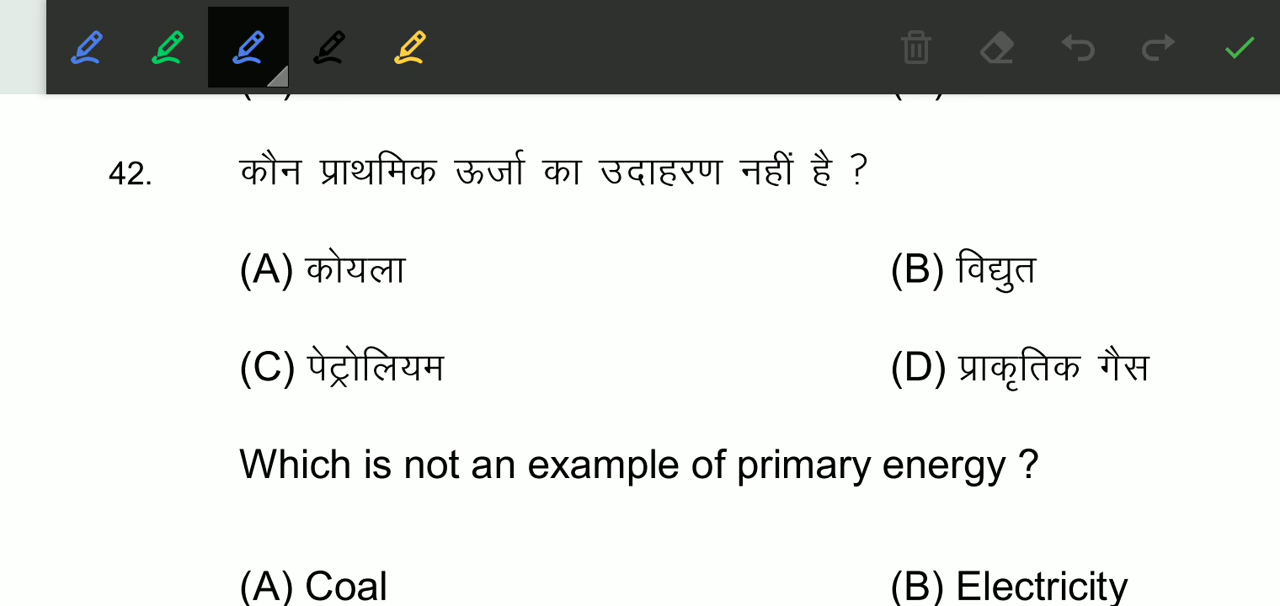 42. कौन प्राथमिक ऊर्जा का उदाहरण नहीं है ?
(A) कोयला (B) विद्युत
(C) पेट्रोलियम (D) प्राकृतिक गैस
Which is not an example of primary energy ?
(A) Coal (B) Electricity